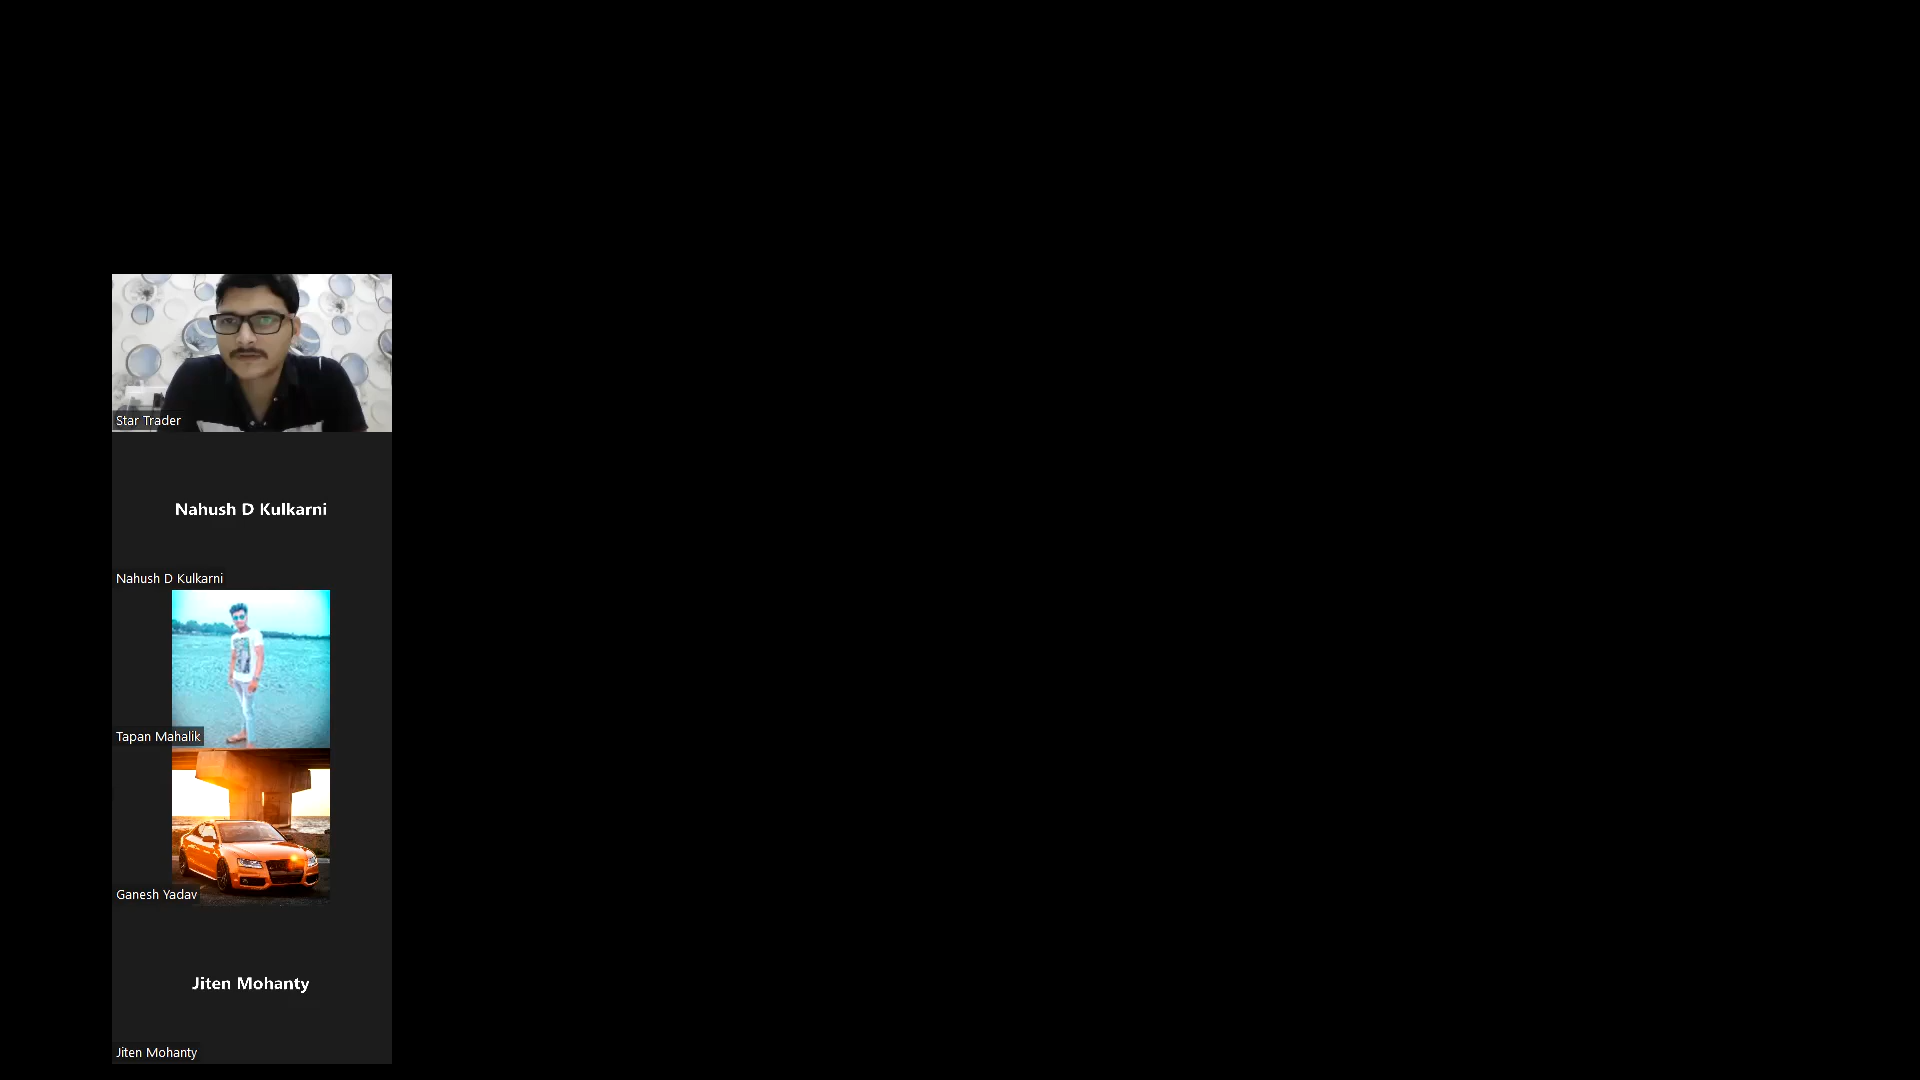 Star Trader
Nahush D Kulkarni
Nahush D Kulkarni
Tapan Mahalik
Ganesh Yadav
Jiten Mohanty
Jiten Mohanty